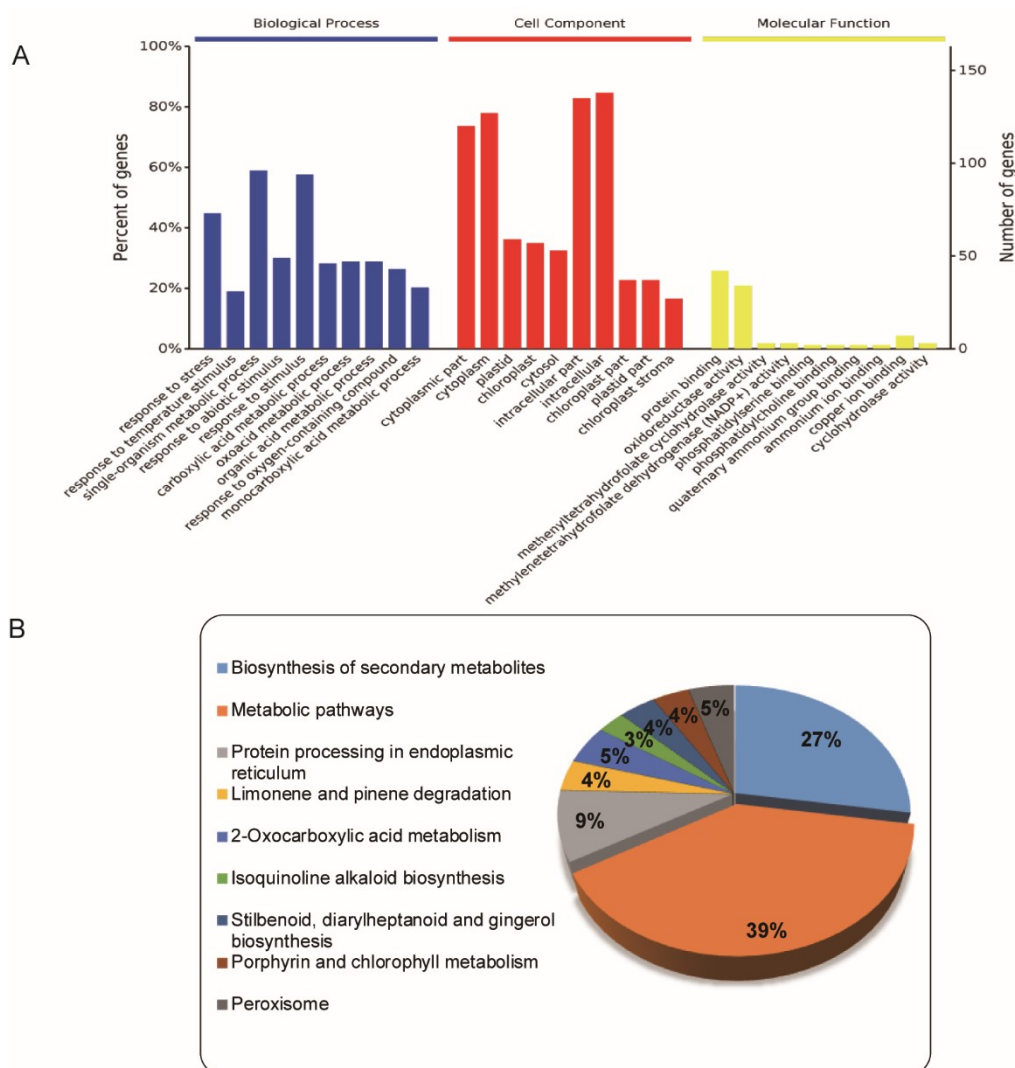 A
Biological Process
Cell Component
Molecular Function
Percent of genes
100%
80%
60%
40%
20%
0%
Number of genes
150
100
50
0
response to stress
response to temperature stimulus
single-organism metabolic process
response to abiotic stimulus
response to stimulus
carboxylic acid metabolic process
oxoacid metabolic process
organic acid metabolic process
response to oxygen-containing compound
monocarboxylic acid metabolic process
cytoplasmic part
cytoplasm
plastid
chloroplast
cytosol
intracellular part
intracellular
chloroplast part
plastid part
chloroplast stroma
protein binding
oxidoreductase activity
methenyltetrahydrofolate cyclohydrolase activity
methylenetetrahydrofolate dehydrogenase (NADP+) activity
phosphatidylserine binding
phosphatidylcholine binding
quaternary ammonium group binding
ammonium ion binding
copper ion binding
cyclohydrolase activity
B
Biosynthesis of secondary metabolites
Metabolic pathways
Protein processing in endoplasmic
reticulum
Limonene and pinene degradation
2-Oxocarboxylic acid metabolism
Isoquinoline alkaloid biosynthesis
Stilbenoid, diarylheptanoid and gingerol
biosynthesis
Porphyrin and chlorophyll metabolism
Peroxisome
27%
39%
9%
4%
5%
3%
4%
4%
5%